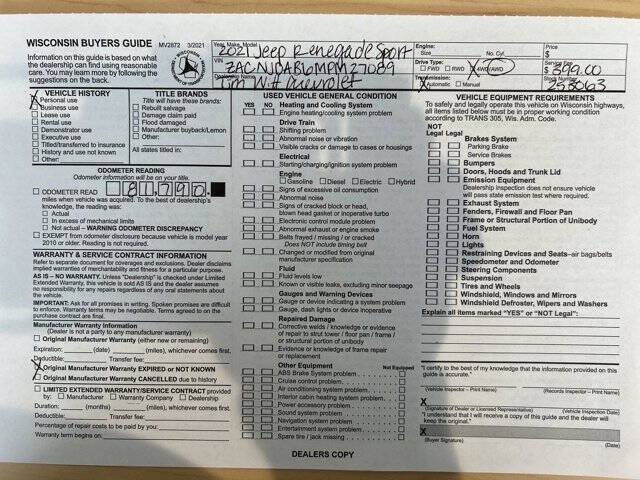 WISCONSIN BUYERS GUIDE MV2872 3/2021
Information on this guide is based on what
the dealership can find using reasonable
care. You may learn more by following the
suggestions on the back.
Year, Make, Model
2021 Jeep Renegade Sport
VIN
ZACNJDAB6MPM27089
Dealership Name
Tim Witt Chevrolet
Engine:
Size No. Cyl.
Drive Type:
FWD RWD X 4WD/AWD
Transmission:
X Automatic Manual
Price
$
Service Fee
$ 399.00
Stock Number
253063
VEHICLE HISTORY
X Personal use
Business use
Lease use
Rental use
Demonstrator use
Executive use
Titled/transferred to insurance
History and use not known
Other:
TITLE BRANDS
Title will have these brands:
Rebuilt salvage
Damage claim paid
Flood damaged
Manufacturer buyback/Lemon
Other:
All states titled in:
ODOMETER READING
Odometer information will be on your title.
ODOMETER READ 81,790.
miles when vehicle was acquired. To the best of dealership's
knowledge, the reading was:
Actual
In excess of mechanical limits
Not actual – WARNING ODOMETER DISCREPANCY
EXEMPT from odometer disclosure because vehicle is model year
2010 or older. Reading is not required.
WARRANTY & SERVICE CONTRACT INFORMATION
Refer to separate document for coverages and exclusions. Dealer disclaims
implied warranties of merchantability and fitness for a particular purpose.
AS IS – NO WARRANTY. Unless "Dealership" is checked under Limited
Extended Warranty, this vehicle is sold AS IS and the dealer assumes
no responsibility for any repairs regardless of any oral statements about
the vehicle.
IMPORTANT: Ask for all promises in writing. Spoken promises are difficult
to enforce. Warranty terms may be negotiable. Terms agreed to on the
purchase contract are final.
Manufacturer Warranty Information
(Dealer is not a party to any manufacturer warranty)
Original Manufacturer Warranty (either new or remaining)
Expiration: (date) (miles), whichever comes first.
Deductible: Transfer fee:
X Original Manufacturer Warranty EXPIRED or NOT KNOWN
Original Manufacturer Warranty CANCELLED due to history
LIMITED EXTENDED WARRANTY/SERVICE CONTRACT provided
by: Manufacturer Warranty Company Dealership
Duration: (months) (miles), whichever comes first.
Deductible: Transfer fee:
Percentage of repair costs to be paid by you:
Warranty term begins on:
USED VEHICLE GENERAL CONDITION
YES NO
Heating and Cooling System
Engine heating/cooling system problem
Drive Train
Shifting problem
Abnormal noise or vibration
Visible cracks or damage to cases or housings
Electrical
Starting/charging/ignition system problem
Engine
Gasoline Diesel Electric Hybrid
Signs of excessive oil consumption
Abnormal noise
Signs of cracked block or head,
blown head gasket or inoperative turbo
Electronic control module problem
Abnormal exhaust or engine smoke
Belts frayed / missing / or cracked
Does NOT include timing belt
Changed or modified from original
manufacturer specification
Fluid
Fluid levels low
Known or visible leaks, excluding minor seepage
Gauges and Warning Devices
Gauge or device indicating a system problem
Gauge, dash lights or device inoperative
Repaired Damage
Corrective welds / knowledge or evidence
of repair to strut tower / floor pan / frame /
or structural portion of unibody
Evidence or knowledge of frame repair
or replacement
Other Equipment Not Equipped
ABS Brake System problem
Cruise control problem
Air conditioning system problem
Interior cabin heating system problem
Power accessory problem
Sound system problem
Navigation system problem
Entertainment system problem
Spare tire / jack missing
DEALERS COPY
VEHICLE EQUIPMENT REQUIREMENTS
To safely and legally operate this vehicle on Wisconsin highways,
all items listed below must be in proper working condition
according to TRANS 305, Wis. Adm. Code.
NOT
Legal Legal
Brakes System
Parking Brake
Service Brakes
Bumpers
Doors, Hoods and Trunk Lid
Emission Equipment
Dealership Inspection does not ensure vehicle
will pass state emission test where required.
Exhaust System
Fenders, Firewall and Floor Pan
Frame or Structural Portion of Unibody
Fuel System
Horn
Lights
Restraining Devices and Seats–air bags/belts
Speedometer and Odometer
Steering Components
Suspension
Tires and Wheels
Windshield, Windows and Mirrors
Windshield Defroster, Wipers and Washers
Explain all items marked "YES" or "NOT Legal":
"I certify to the best of my knowledge that the information provided on this
guide is accurate."
(Vehicle Inspector – Print Name) (Records Inspector – Print Name)
X
(Signature of Dealer or Licensed Representative) (Vehicle Inspection Date)
"I understand that I will receive a copy of this guide and the dealer will
keep the original."
X
(Buyer Signature) (Date)